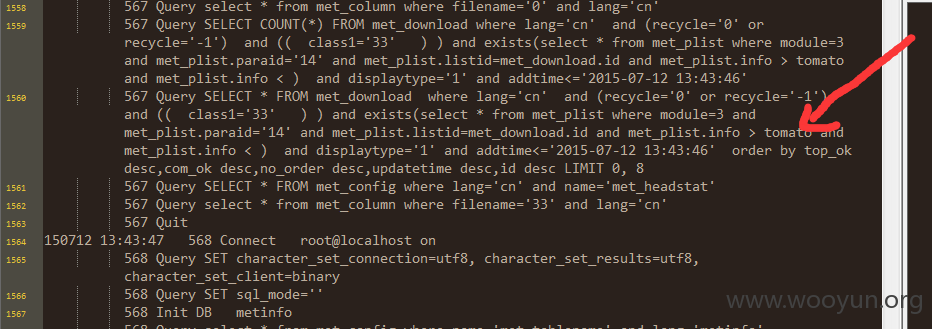 1558 567 Query select * from met_column where filename='0' and lang='cn'
1559 567 Query SELECT COUNT(*) FROM met_download where lang='cn'  and (recycle='0' or
recycle='-1')  and ((  class1='33'   ) ) and exists(select * from met_plist where module=3
and met_plist.paraid='14' and met_plist.listid=met_download.id and met_plist.info > tomato
and met_plist.info < )  and displaytype='1' and addtime<='2015-07-12 13:43:46'
1560 567 Query SELECT * FROM met_download  where lang='cn'  and (recycle='0' or recycle='-1')
and ((  class1='33'   ) ) and exists(select * from met_plist where module=3 and
met_plist.paraid='14' and met_plist.listid=met_download.id and met_plist.info > tomato and
met_plist.info < )  and displaytype='1' and addtime<='2015-07-12 13:43:46'  order by top_ok
desc,com_ok desc,no_order desc,updatetime desc,id desc LIMIT 0, 8
1561 567 Query SELECT * FROM met_config where lang='cn' and name='met_headstat'
1562 567 Query select * from met_column where filename='33' and lang='cn'
1563 567 Quit
1564 150712 13:43:47   568 Connect   root@localhost on
1565 568 Query SET character_set_connection=utf8, character_set_results=utf8,
character_set_client=binary
1566 568 Query SET sql_mode=''
1567 568 Init DB   metinfo
www.wooyun.org